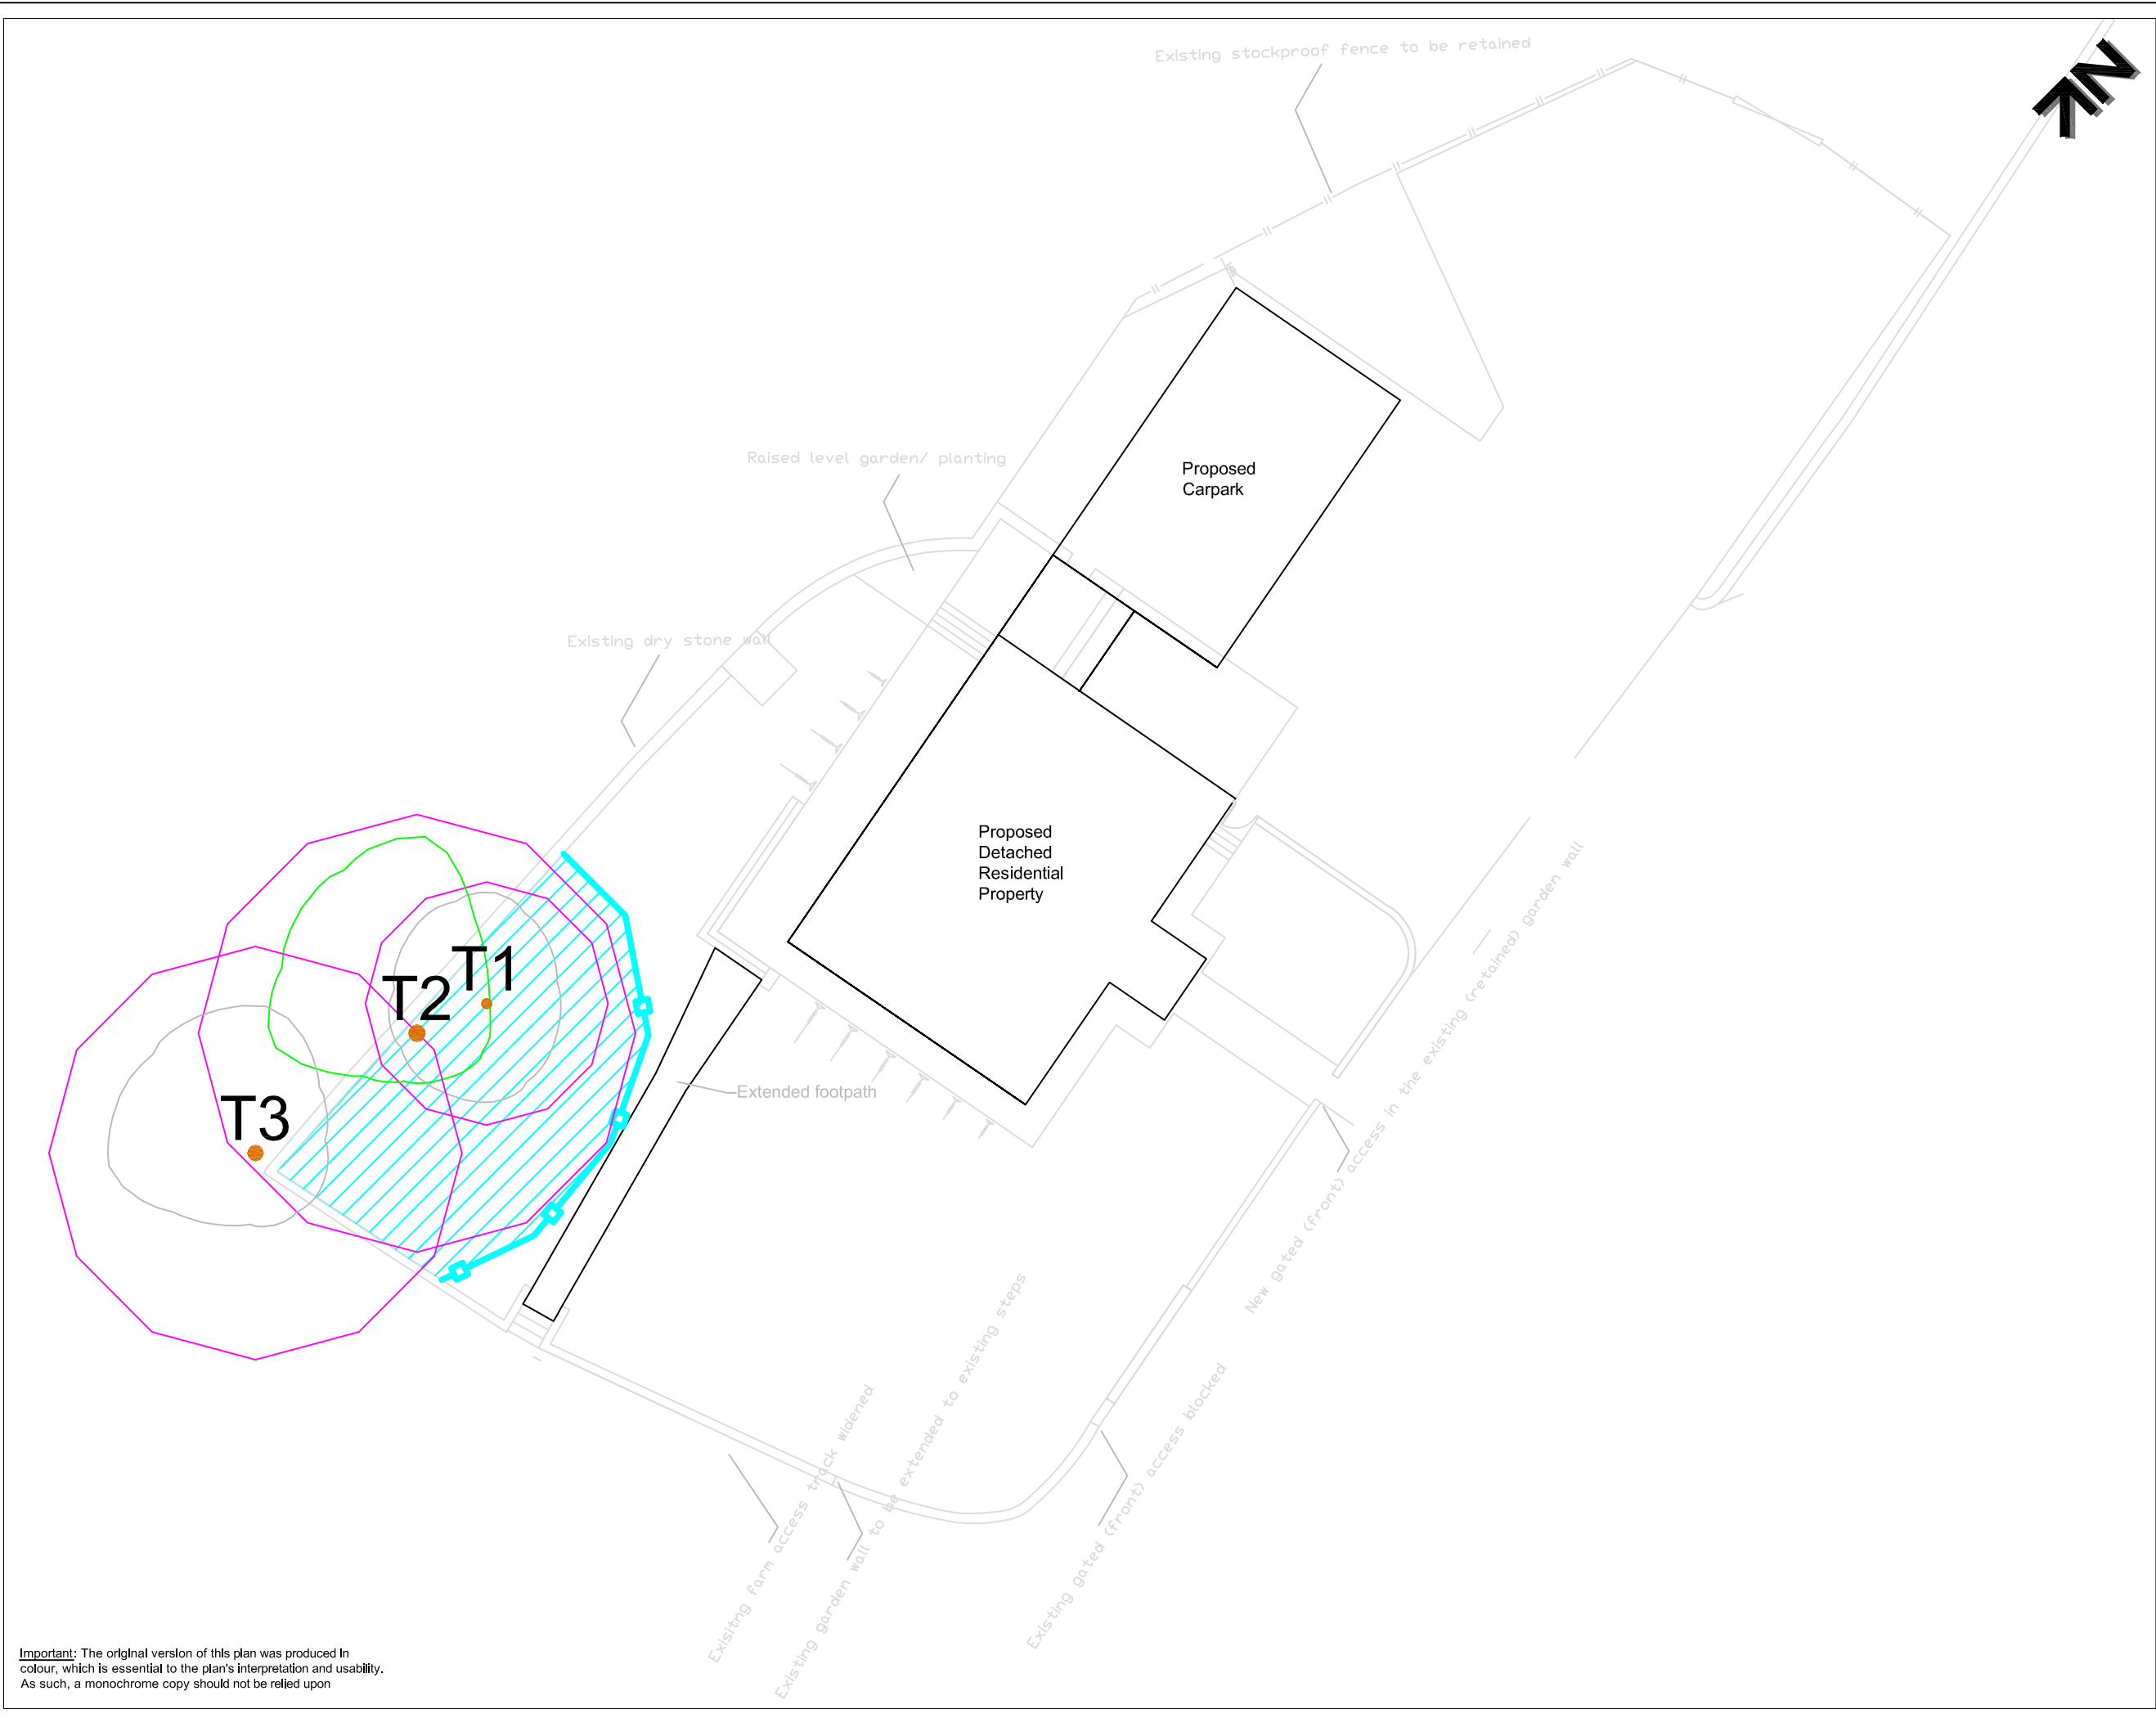 Existing stockproof fence to be retained
N
Raised level garden/ planting
Proposed
Carpark
Existing dry stone wall
Proposed
Detached
Residential
Property
T1
T2
T3
Extended footpath
New gated (front) access in the existing (retained) garden wall
Exisitng farm access track widened
Existing garden wall to be extended to existing steps
Existing gated (front) access blocked
Important: The original version of this plan was produced in
colour, which is essential to the plan's interpretation and usability.
As such, a monochrome copy should not be relied upon